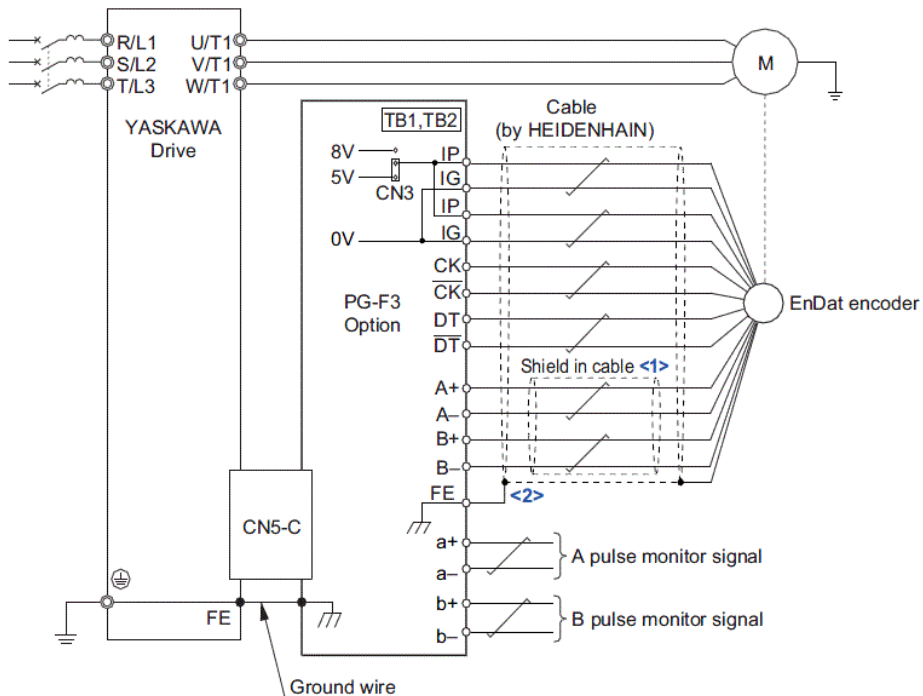 R/L1
S/L2
T/L3
U/T1
V/T1
W/T1
M
YASKAWA
Drive
TB1,TB2
Cable
(by HEIDENHAIN)
8V
5V
CN3
0V
IP
IG
IP
IG
CK
CK
DT
DT
PG-F3
Option
EnDat encoder
Shield in cable <1>
A+
A–
B+
B–
FE
<2>
CN5-C
a+
a–
A pulse monitor signal
b+
b–
B pulse monitor signal
FE
Ground wire